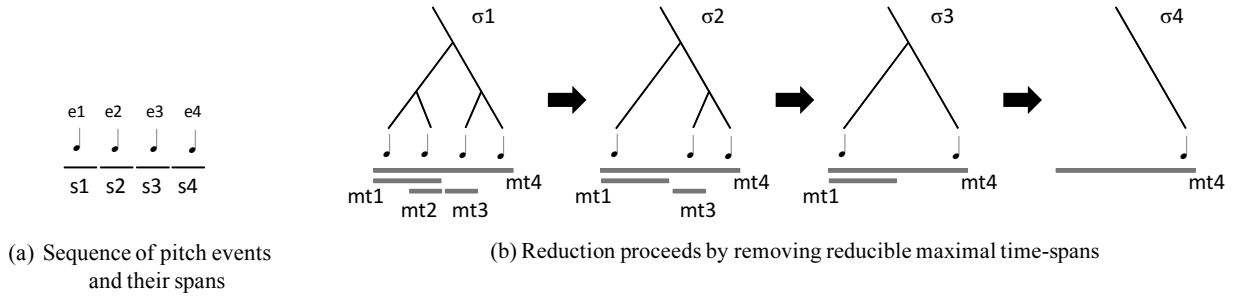 σ1 σ2 σ3 σ4
e1 e2 e3 e4
s1 s2 s3 s4
mt1 mt4 mt1 mt4 mt1 mt4 mt4
mt2 mt3 mt3
(a) Sequence of pitch events
and their spans
(b) Reduction proceeds by removing reducible maximal time-spans